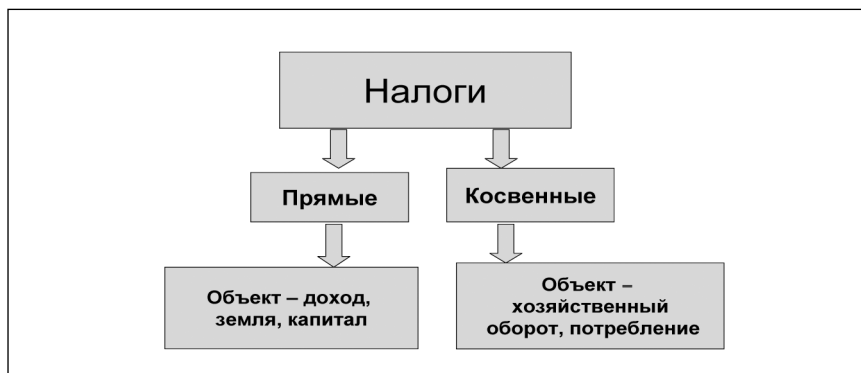 Налоги
Прямые
Косвенные
Объект – доход,
земля, капитал
Объект –
хозяйственный
оборот, потребление